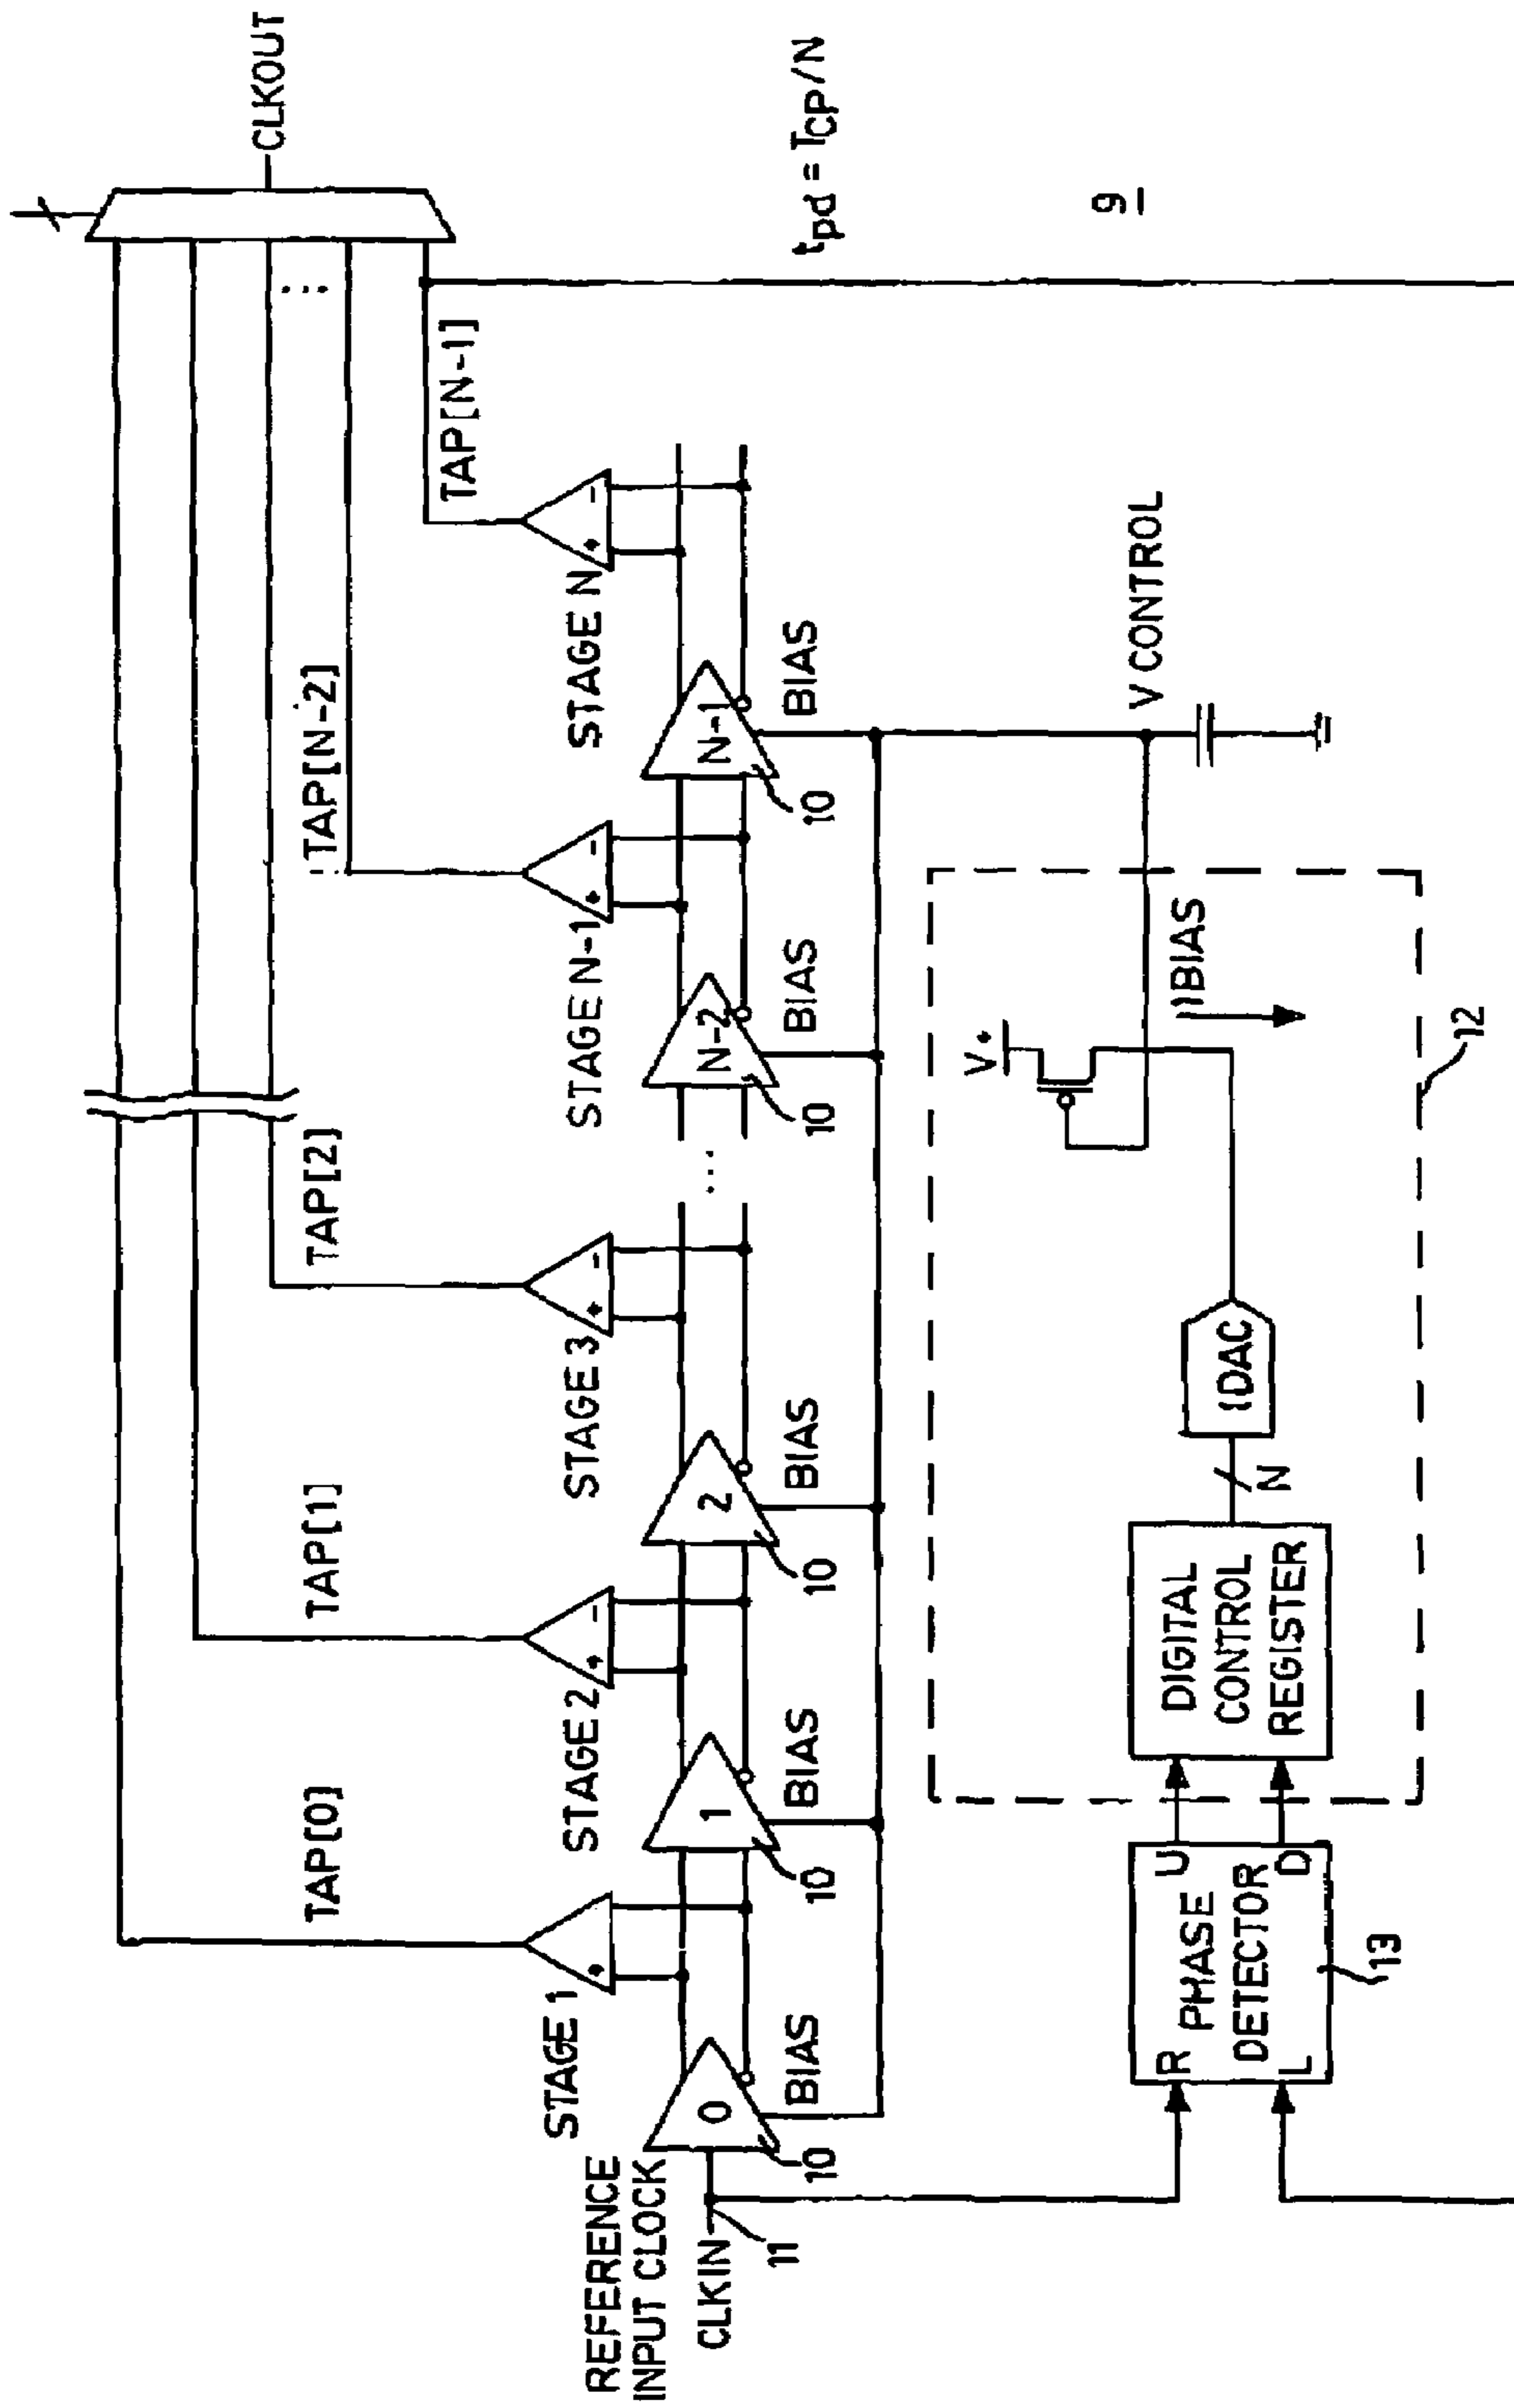 CLKOUT
TAP[0]
TAP[1]
TAP[2]
TAP[N-2]
TAP[N-1]
...
STAGE 1
STAGE 2
STAGE 3
STAGE N-1
STAGE N
+
+ -
+ -
+ -
+ -
REFERENCE
INPUT CLOCK
CLKIN
11
0
1
2
...
N-2
N-1
10
10
10
10
10
BIAS
BIAS
BIAS
BIAS
BIAS
tpd = TCP/N
9
V CONTROL
V+
IBIAS
R
L
PHASE
DETECTOR
U
D
13
DIGITAL
CONTROL
REGISTER
N
IDAC
12